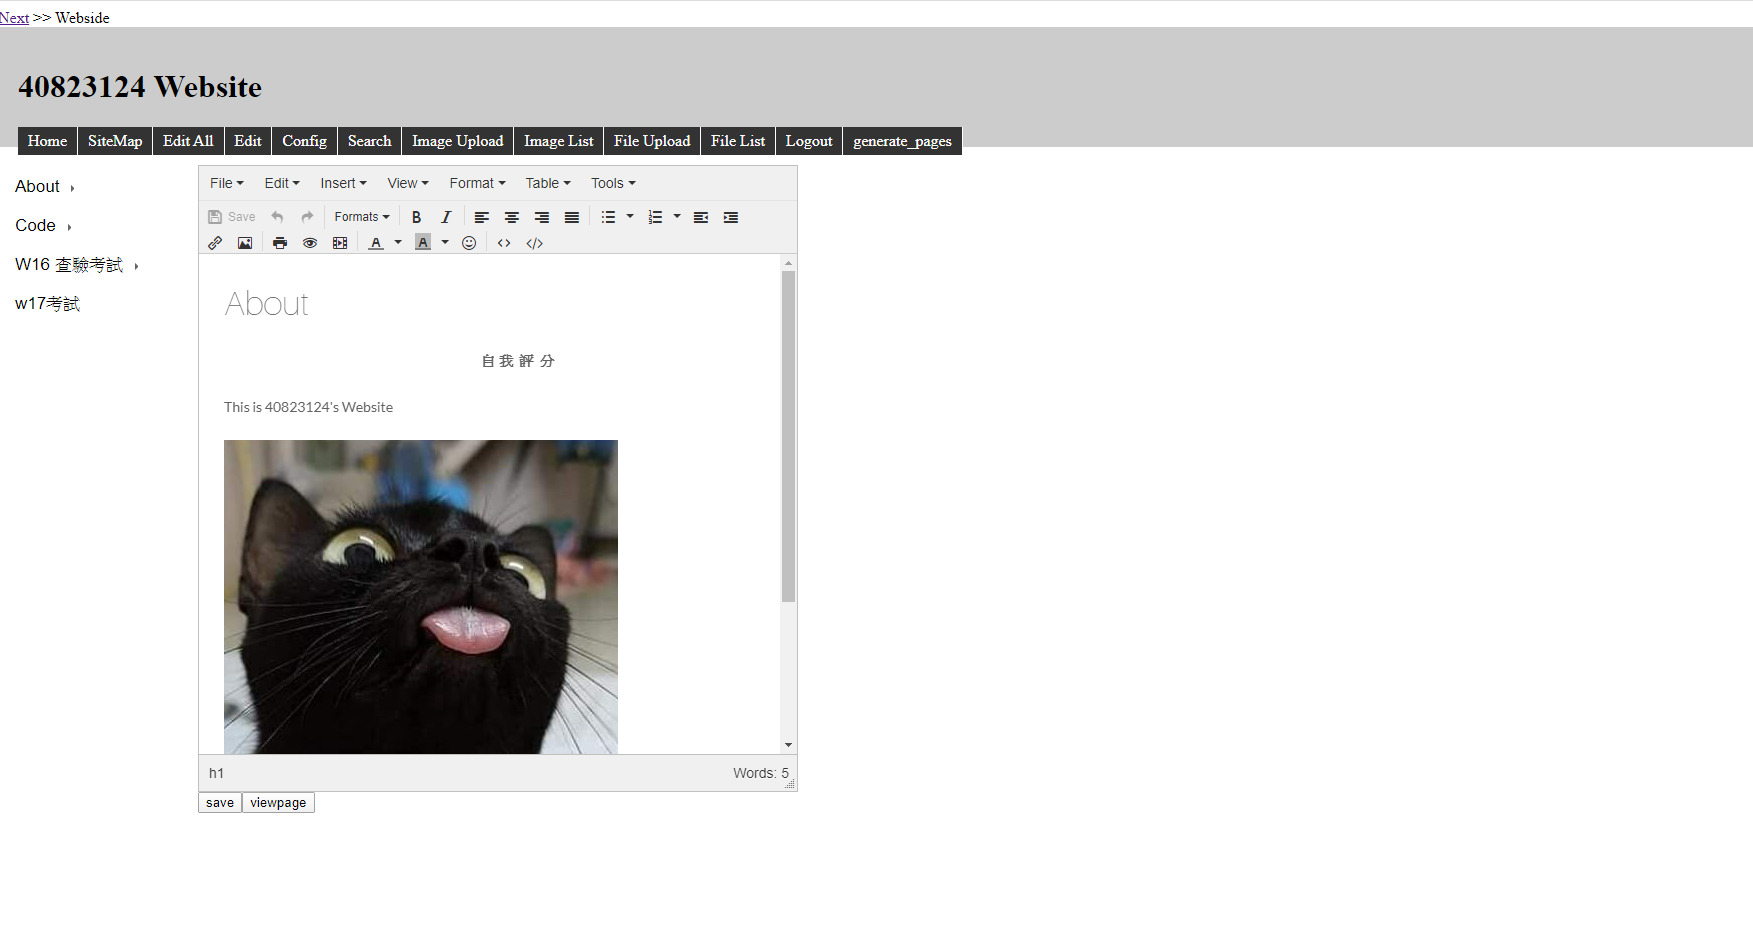 Next >> Webside
40823124 Website
Home SiteMap Edit All Edit Config Search Image Upload Image List File Upload File List Logout generate_pages
About
Code
W16 查驗考試
w17考試
File Edit Insert View Format Table Tools
Save Formats B I
A A
About
自我評分
This is 40823124's Website
h1 Words: 5
save viewpage